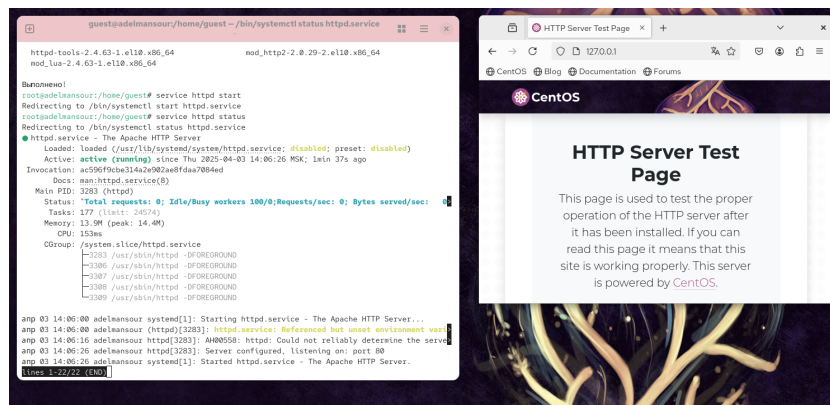 guest@adelmansour:/home/guest — /bin/systemctl status httpd.service
httpd-tools-2.4.63-1.el10.x86_64 mod_http2-2.0.29-2.el10.x86_64
mod_lua-2.4.63-1.el10.x86_64
Выполнено!
root@adelmansour:/home/guest# service httpd start
Redirecting to /bin/systemctl start httpd.service
root@adelmansour:/home/guest# service httpd status
Redirecting to /bin/systemctl status httpd.service
● httpd.service - The Apache HTTP Server
Loaded: loaded (/usr/lib/systemd/system/httpd.service; disabled; preset: disabled)
Active: active (running) since Thu 2025-04-03 14:06:26 MSK; 1min 37s ago
Invocation: ac596f9cbe314a2e902ae8fdaa7084ed
Docs: man:httpd.service(8)
Main PID: 3283 (httpd)
Status: "Total requests: 0; Idle/Busy workers 100/0;Requests/sec: 0; Bytes served/sec: 0>
Tasks: 177 (limit: 24574)
Memory: 13.9M (peak: 14.4M)
CPU: 153ms
CGroup: /system.slice/httpd.service
├─3283 /usr/sbin/httpd -DFOREGROUND
├─3306 /usr/sbin/httpd -DFOREGROUND
├─3307 /usr/sbin/httpd -DFOREGROUND
├─3308 /usr/sbin/httpd -DFOREGROUND
└─3309 /usr/sbin/httpd -DFOREGROUND
апр 03 14:06:00 adelmansour systemd[1]: Starting httpd.service - The Apache HTTP Server...
апр 03 14:06:00 adelmansour (httpd)[3283]: httpd.service: Referenced but unset environment vari>
апр 03 14:06:16 adelmansour httpd[3283]: AH00558: httpd: Could not reliably determine the serve>
апр 03 14:06:26 adelmansour httpd[3283]: Server configured, listening on: port 80
апр 03 14:06:26 adelmansour systemd[1]: Started httpd.service - The Apache HTTP Server.
lines 1-22/22 (END)
HTTP Server Test Page
127.0.0.1
CentOS Blog Documentation Forums
CentOS
HTTP Server Test
Page
This page is used to test the proper
operation of the HTTP server after
it has been installed. If you can
read this page it means that this
site is working properly. This server
is powered by CentOS.